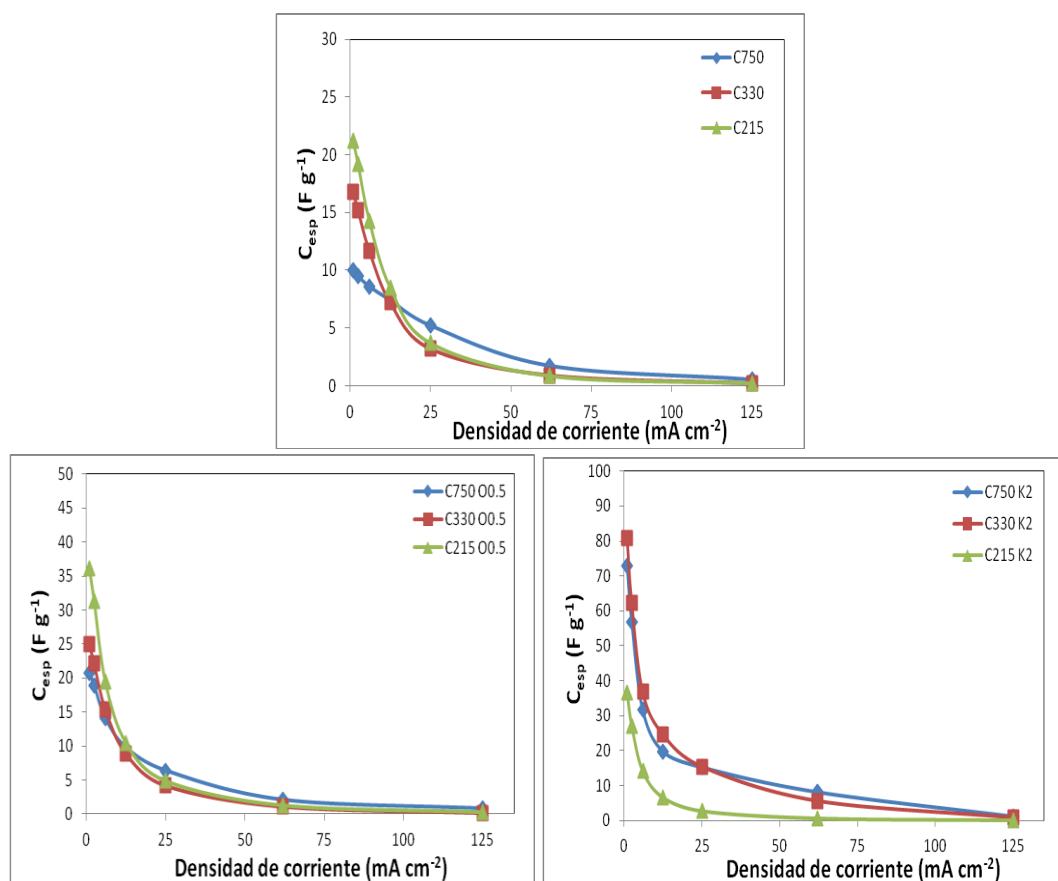 30
25
20
15
10
5
0
C_esp (F g⁻¹)
C750
C330
C215
0 25 50 75 100 125
Densidad de corriente (mA cm⁻²)
50
45
40
35
30
25
20
15
10
5
0
C_esp (F g⁻¹)
C750 O0.5
C330 O0.5
C215 O0.5
0 25 50 75 100 125
Densidad de corriente (mA cm⁻²)
100
90
80
70
60
50
40
30
20
10
0
C_esp (F g⁻¹)
C750 K2
C330 K2
C215 K2
0 25 50 75 100 125
Densidad de corriente (mA cm⁻²)